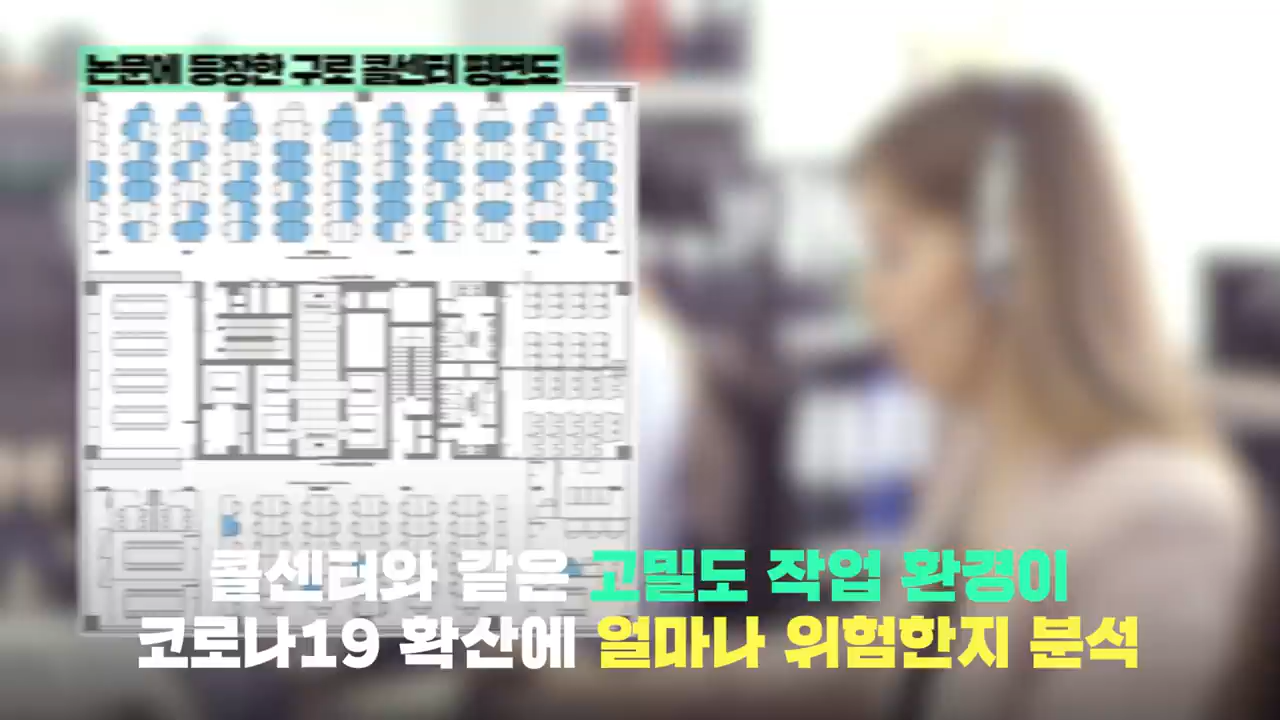 논문에 등장한 구로 콜센터 평면도
콜센터와 같은 고밀도 작업 환경이
코로나19 확산에 얼마나 위험한지 분석